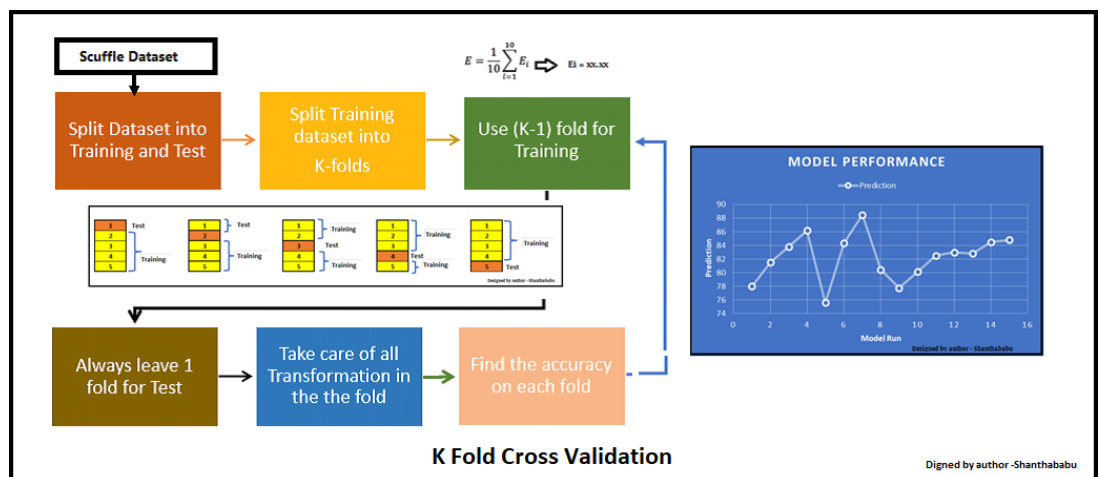 Scuffle Dataset
E = 1/10 10∑i=1 Ei
Ei = xx.xx
Split Dataset into
Training and Test
Split Training
dataset into
K-folds
Use (K-1) fold for
Training
1 Test
2
3
4 Training
5
1 Test
2
3
4 Training
5
1
2 Training
3 Test
4
5 Training
1
2
3 Training
4 Test
5 Training
1
2
3 Training
4
5 Test
Designed by author -Shanthababu
Always leave 1
fold for Test
Take care of all
Transformation in
the the fold
Find the accuracy
on each fold
MODEL PERFORMANCE
Prediction
Prediction
90
88
86
84
82
80
78
76
74
0 2 4 6 8 10 12 14 16
Model Run
Designed by author - Shanthababu
K Fold Cross Validation
Digned by author -Shanthababu